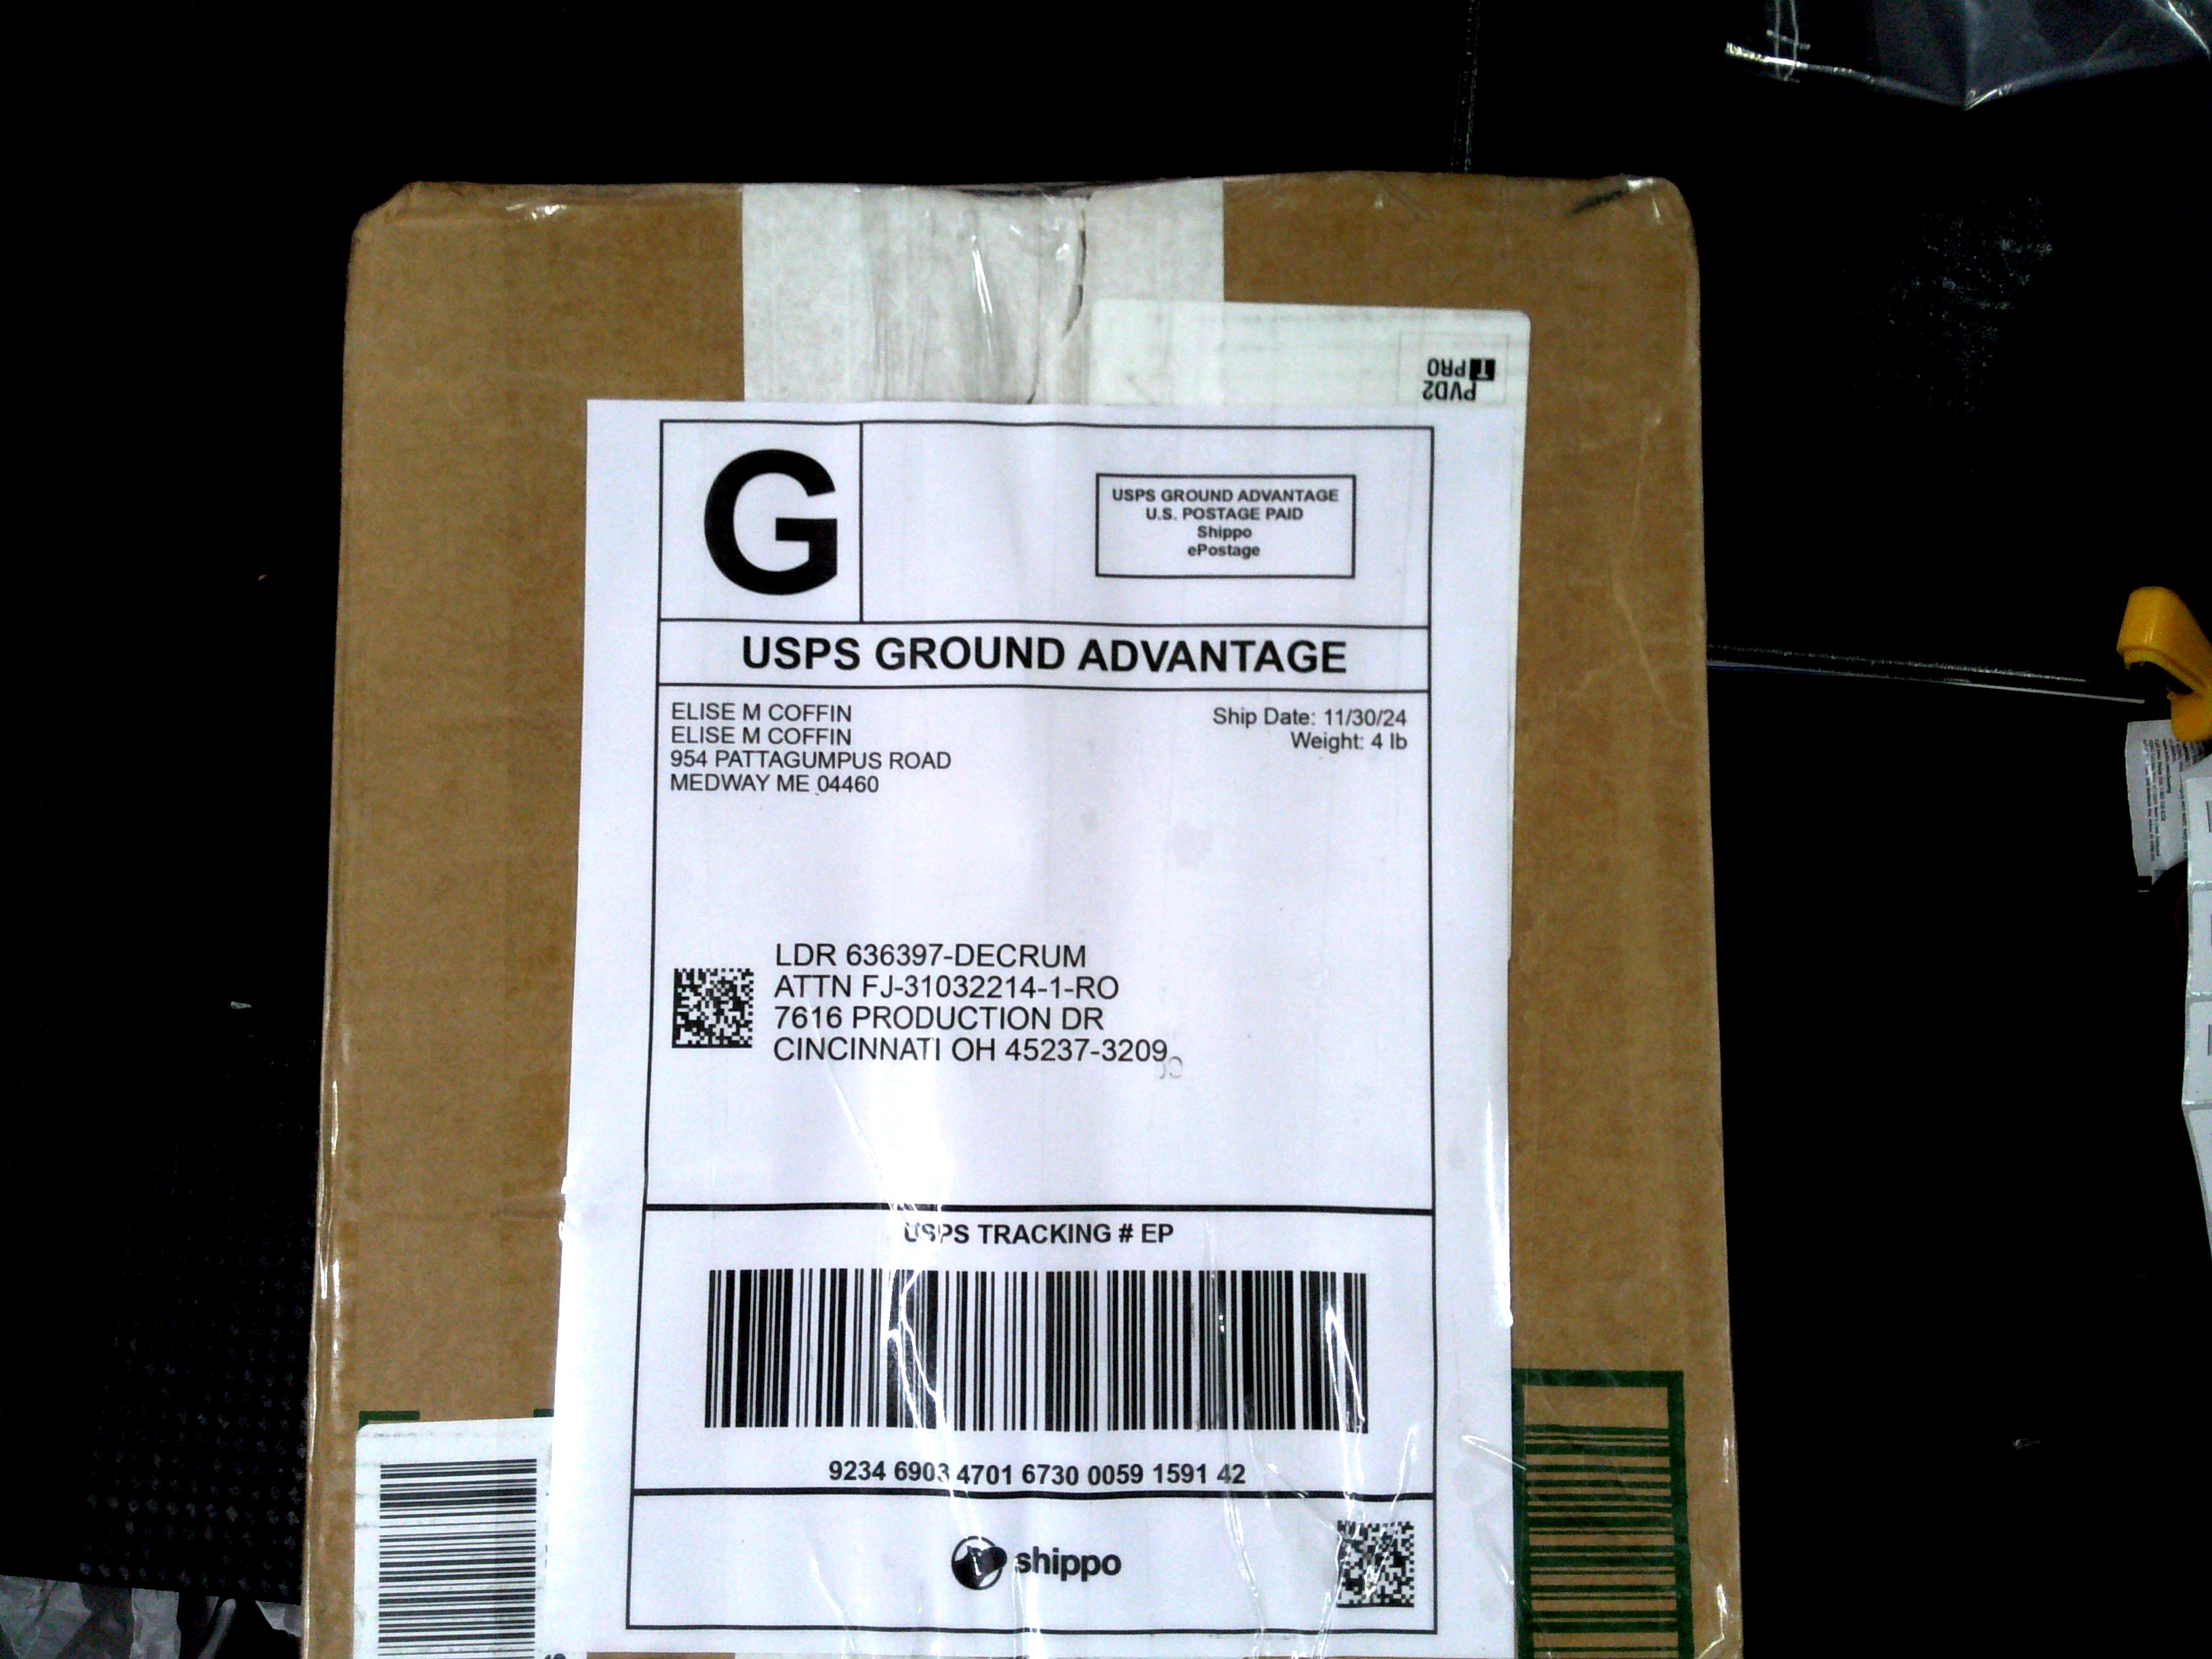 PVD2
T PRO
G
USPS GROUND ADVANTAGE
U.S. POSTAGE PAID
Shippo
ePostage
USPS GROUND ADVANTAGE
ELISE M COFFIN
ELISE M COFFIN
954 PATTAGUMPUS ROAD
MEDWAY ME 04460
Ship Date: 11/30/24
Weight: 4 lb
LDR 636397-DECRUM
ATTN FJ-31032214-1-RO
7616 PRODUCTION DR
CINCINNATI OH 45237-3209
USPS TRACKING # EP
9234 6903 4701 6730 0059 1591 42
shippo